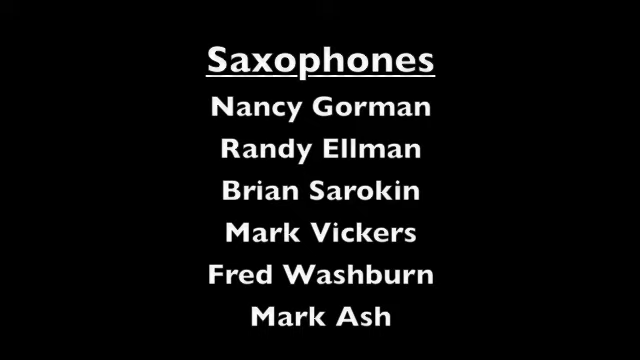 Saxophones
Nancy Gorman
Randy Ellman
Brian Sarokin
Mark Vickers
Fred Washburn
Mark Ash